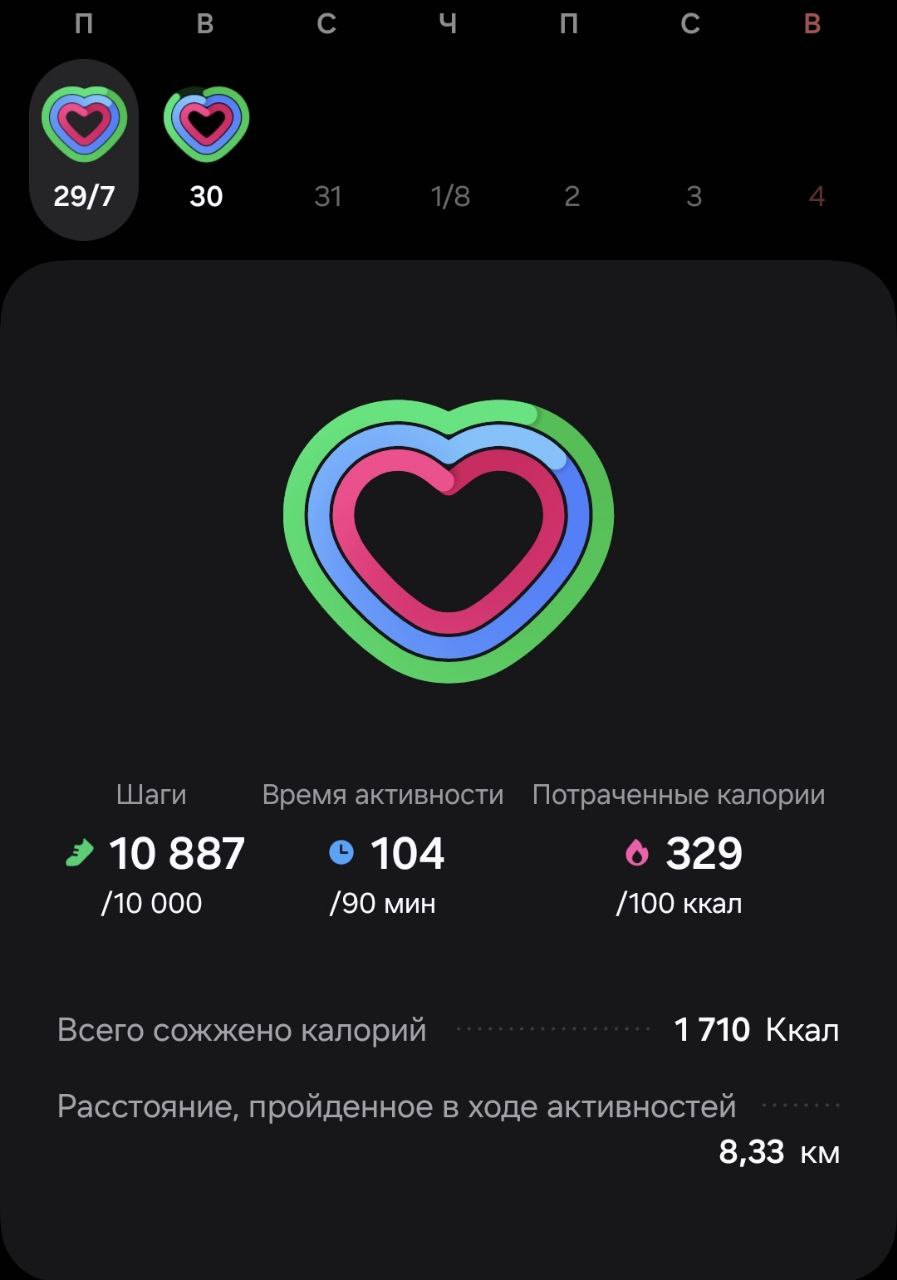 П В С Ч П С В
29/7 30 31 1/8 2 3 4
Шаги Время активности Потраченные калории
10 887 104 329
/10 000 /90 мин /100 ккал
Всего сожжено калорий 1 710 Ккал
Расстояние, пройденное в ходе активностей
8,33 км